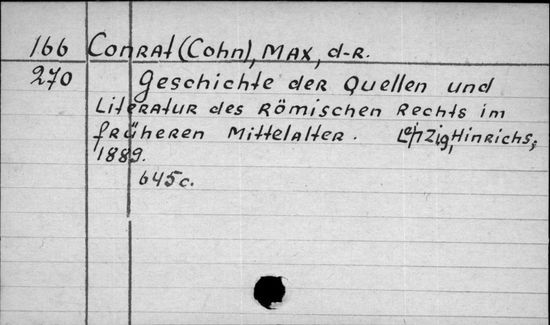 166 Conrat (Cohn), Max, d-r.
270 Geschichte der Quellen und
Literatur des Römischen Rechts im
früheren Mittelalter. Leipzig, Hinrichs,
1889.
645c.